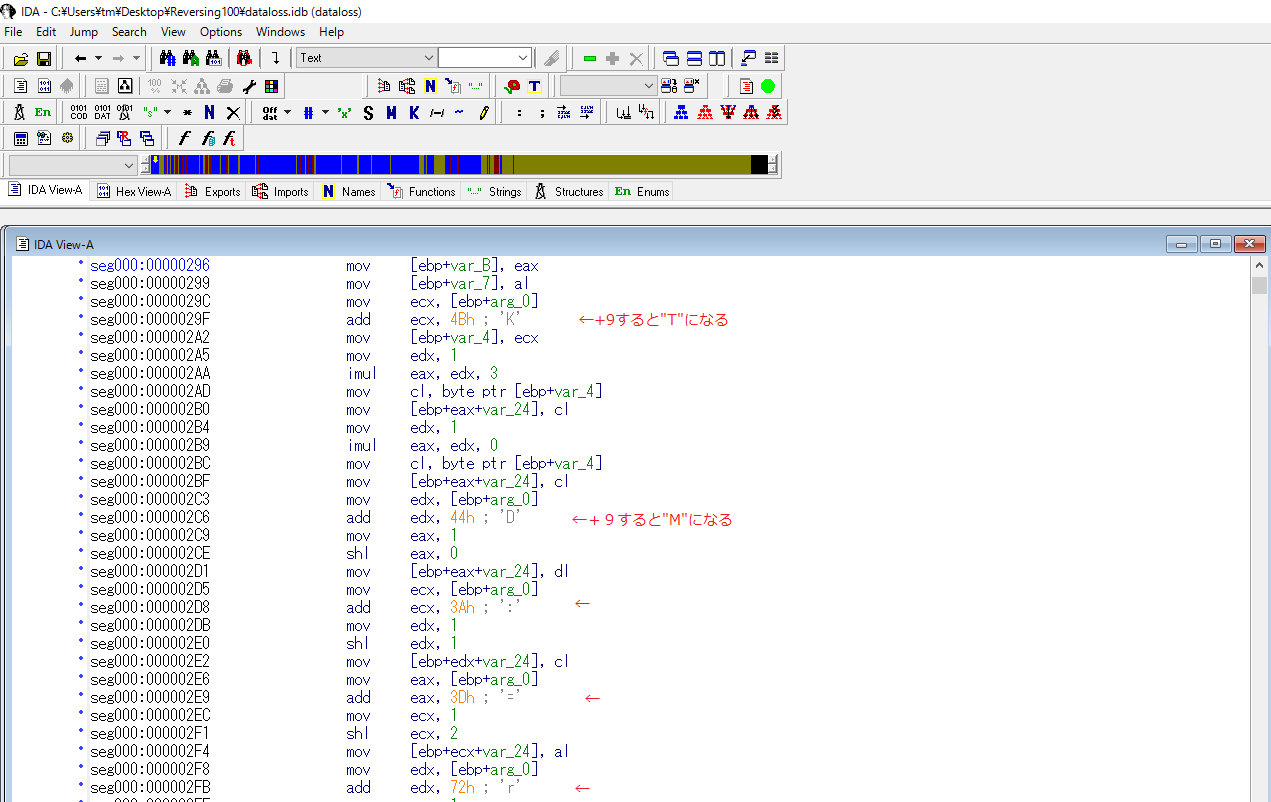 IDA - C:¥Users¥tm¥Desktop¥Reversing100¥dataloss.idb (dataloss)
File Edit Jump Search View Options Windows Help
Text
IDA View-A Hex View-A Exports Imports N Names Functions Strings Structures En Enums
IDA View-A
seg000:00000296 mov [ebp+var_B], eax
seg000:00000299 mov [ebp+var_7], al
seg000:0000029C mov ecx, [ebp+arg_0]
seg000:0000029F add ecx, 4Bh ; 'K' ←+9すると"T"になる
seg000:000002A2 mov [ebp+var_4], ecx
seg000:000002A5 mov edx, 1
seg000:000002AA imul eax, edx, 3
seg000:000002AD mov cl, byte ptr [ebp+var_4]
seg000:000002B0 mov [ebp+eax+var_24], cl
seg000:000002B4 mov edx, 1
seg000:000002B9 imul eax, edx, 0
seg000:000002BC mov cl, byte ptr [ebp+var_4]
seg000:000002BF mov [ebp+eax+var_24], cl
seg000:000002C3 mov edx, [ebp+arg_0]
seg000:000002C6 add edx, 44h ; 'D' ←+９すると"M"になる
seg000:000002C9 mov eax, 1
seg000:000002CE shl eax, 0
seg000:000002D1 mov [ebp+eax+var_24], dl
seg000:000002D5 mov ecx, [ebp+arg_0]
seg000:000002D8 add ecx, 3Ah ; ':' ←
seg000:000002DB mov edx, 1
seg000:000002E0 shl edx, 1
seg000:000002E2 mov [ebp+edx+var_24], cl
seg000:000002E6 mov eax, [ebp+arg_0]
seg000:000002E9 add eax, 3Dh ; '=' ←
seg000:000002EC mov ecx, 1
seg000:000002F1 shl ecx, 2
seg000:000002F4 mov [ebp+ecx+var_24], al
seg000:000002F8 mov edx, [ebp+arg_0]
seg000:000002FB add edx, 72h ; 'r' ←